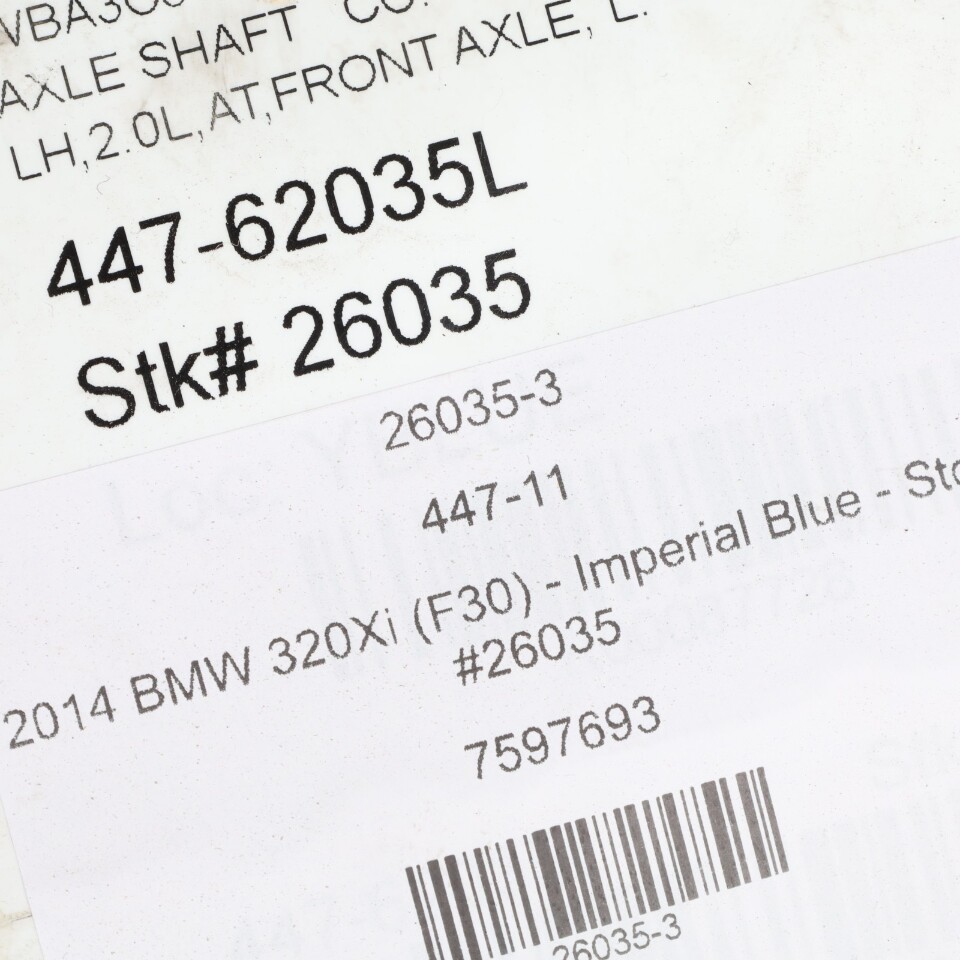 AXLE SHAFT CO.
LH,2.0L,AT,FRONT AXLE, L.
447-62035L
Stk# 26035
26035-3
447-11
2014 BMW 320Xi (F30) - Imperial Blue -
#26035
7597693
26035-3